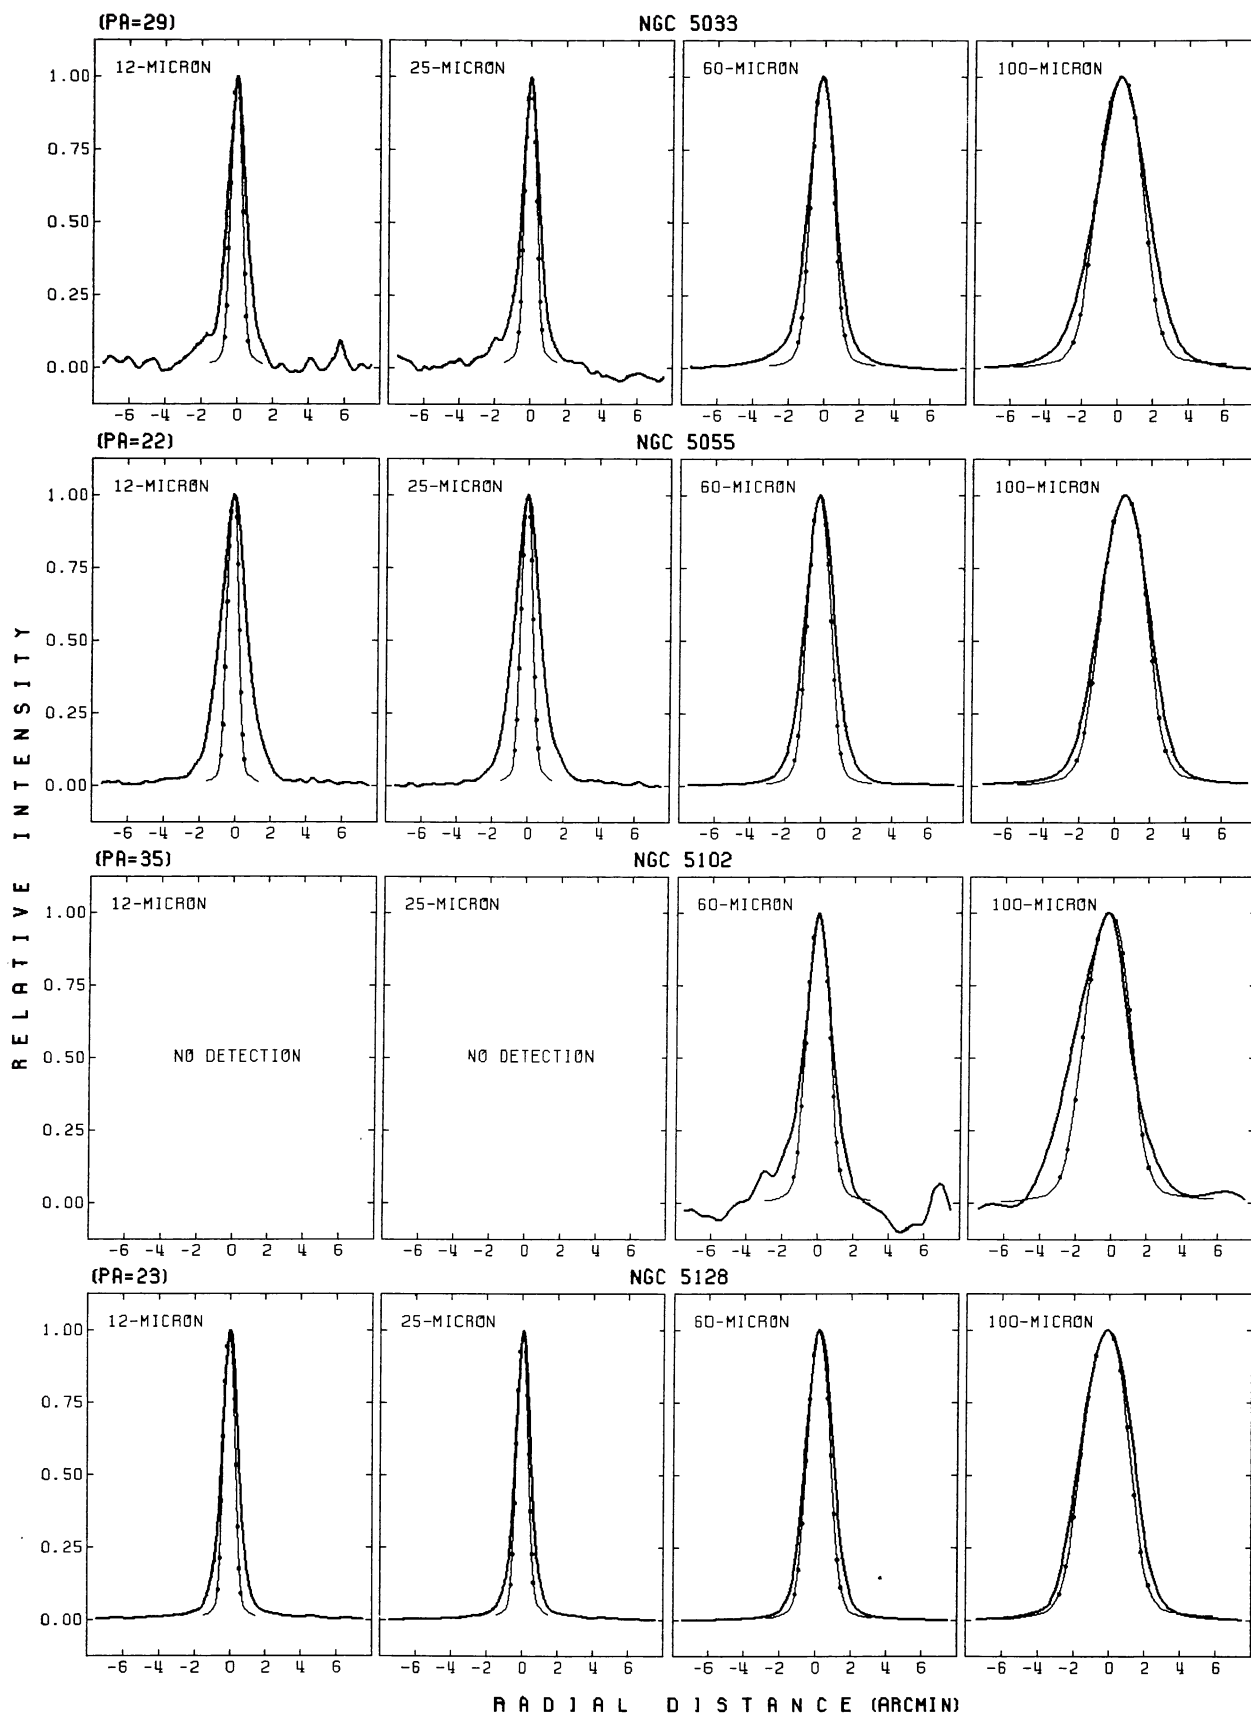 (PA=29) NGC 5033
12-MICRON 25-MICRON 60-MICRON 100-MICRON
1.00
0.75
0.50
0.25
0.00
-6 -4 -2 0 2 4 6 -6 -4 -2 0 2 4 6 -6 -4 -2 0 2 4 6 -6 -4 -2 0 2 4 6
(PA=22) NGC 5055
12-MICRON 25-MICRON 60-MICRON 100-MICRON
1.00
0.75
0.50
0.25
0.00
-6 -4 -2 0 2 4 6 -6 -4 -2 0 2 4 6 -6 -4 -2 0 2 4 6 -6 -4 -2 0 2 4 6
(PA=35) NGC 5102
12-MICRON 25-MICRON 60-MICRON 100-MICRON
1.00
0.75
0.50
NO DETECTION NO DETECTION
0.25
0.00
-6 -4 -2 0 2 4 6 -6 -4 -2 0 2 4 6 -6 -4 -2 0 2 4 6 -6 -4 -2 0 2 4 6
(PA=23) NGC 5128
12-MICRON 25-MICRON 60-MICRON 100-MICRON
1.00
0.75
0.50
0.25
0.00
-6 -4 -2 0 2 4 6 -6 -4 -2 0 2 4 6 -6 -4 -2 0 2 4 6 -6 -4 -2 0 2 4 6
RELATIVE INTENSITY
RADIAL DISTANCE (ARCMIN)